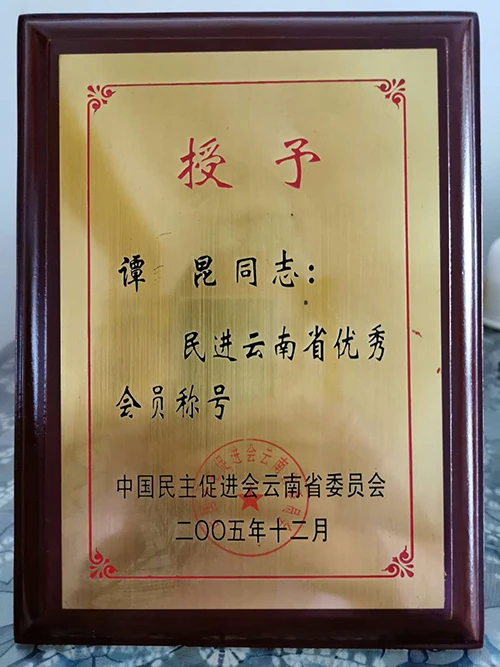 授 予
谭 昆同志：
民进云南省优秀
会员称号
中国民主促进会云南省委员会
二〇〇五年十二月